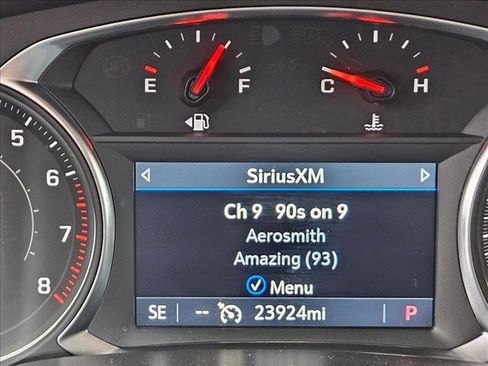 E F C H
5
6
7
8
SiriusXM
Ch 9 90s on 9
Aerosmith
Amazing (93)
Menu
SE -- 23924mi P